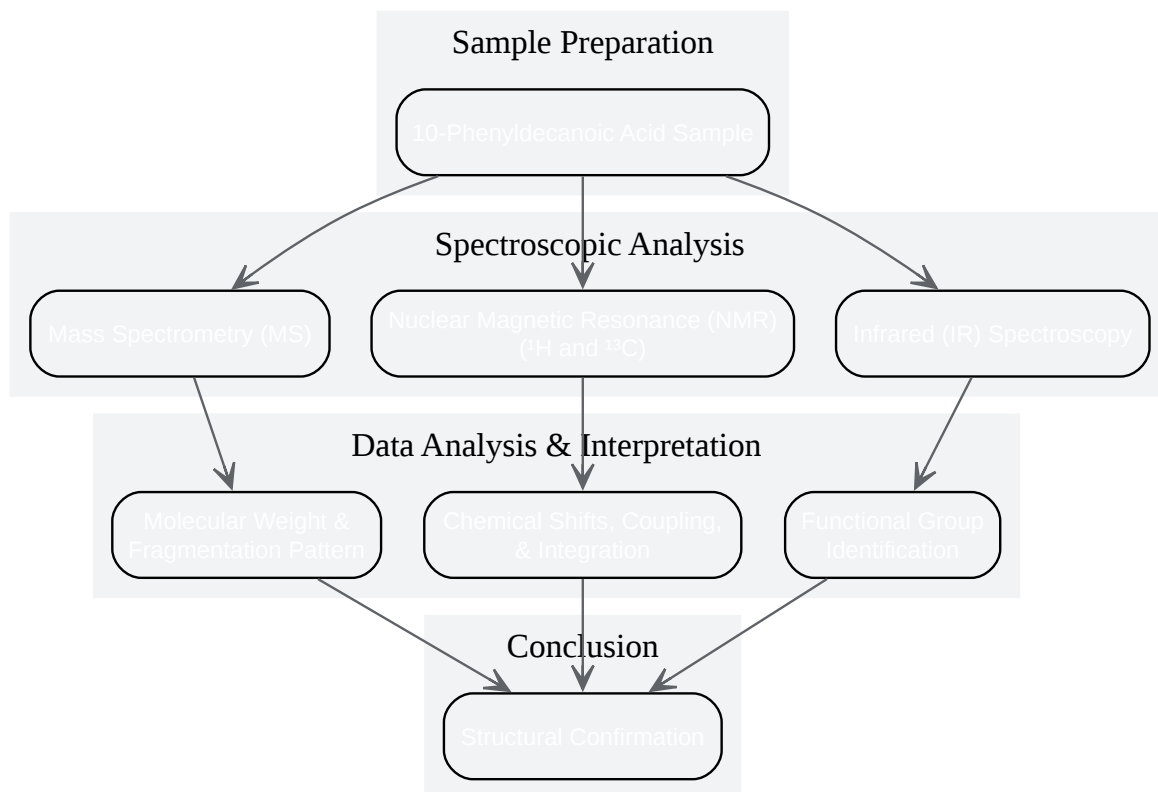 Sample Preparation
10-Phenyldecanoic Acid Sample
Spectroscopic Analysis
Mass Spectrometry (MS)
Nuclear Magnetic Resonance (NMR)
(¹H and ¹³C)
Infrared (IR) Spectroscopy
Data Analysis & Interpretation
Molecular Weight &
Fragmentation Pattern
Chemical Shifts, Coupling,
& Integration
Functional Group
Identification
Conclusion
Structural Confirmation